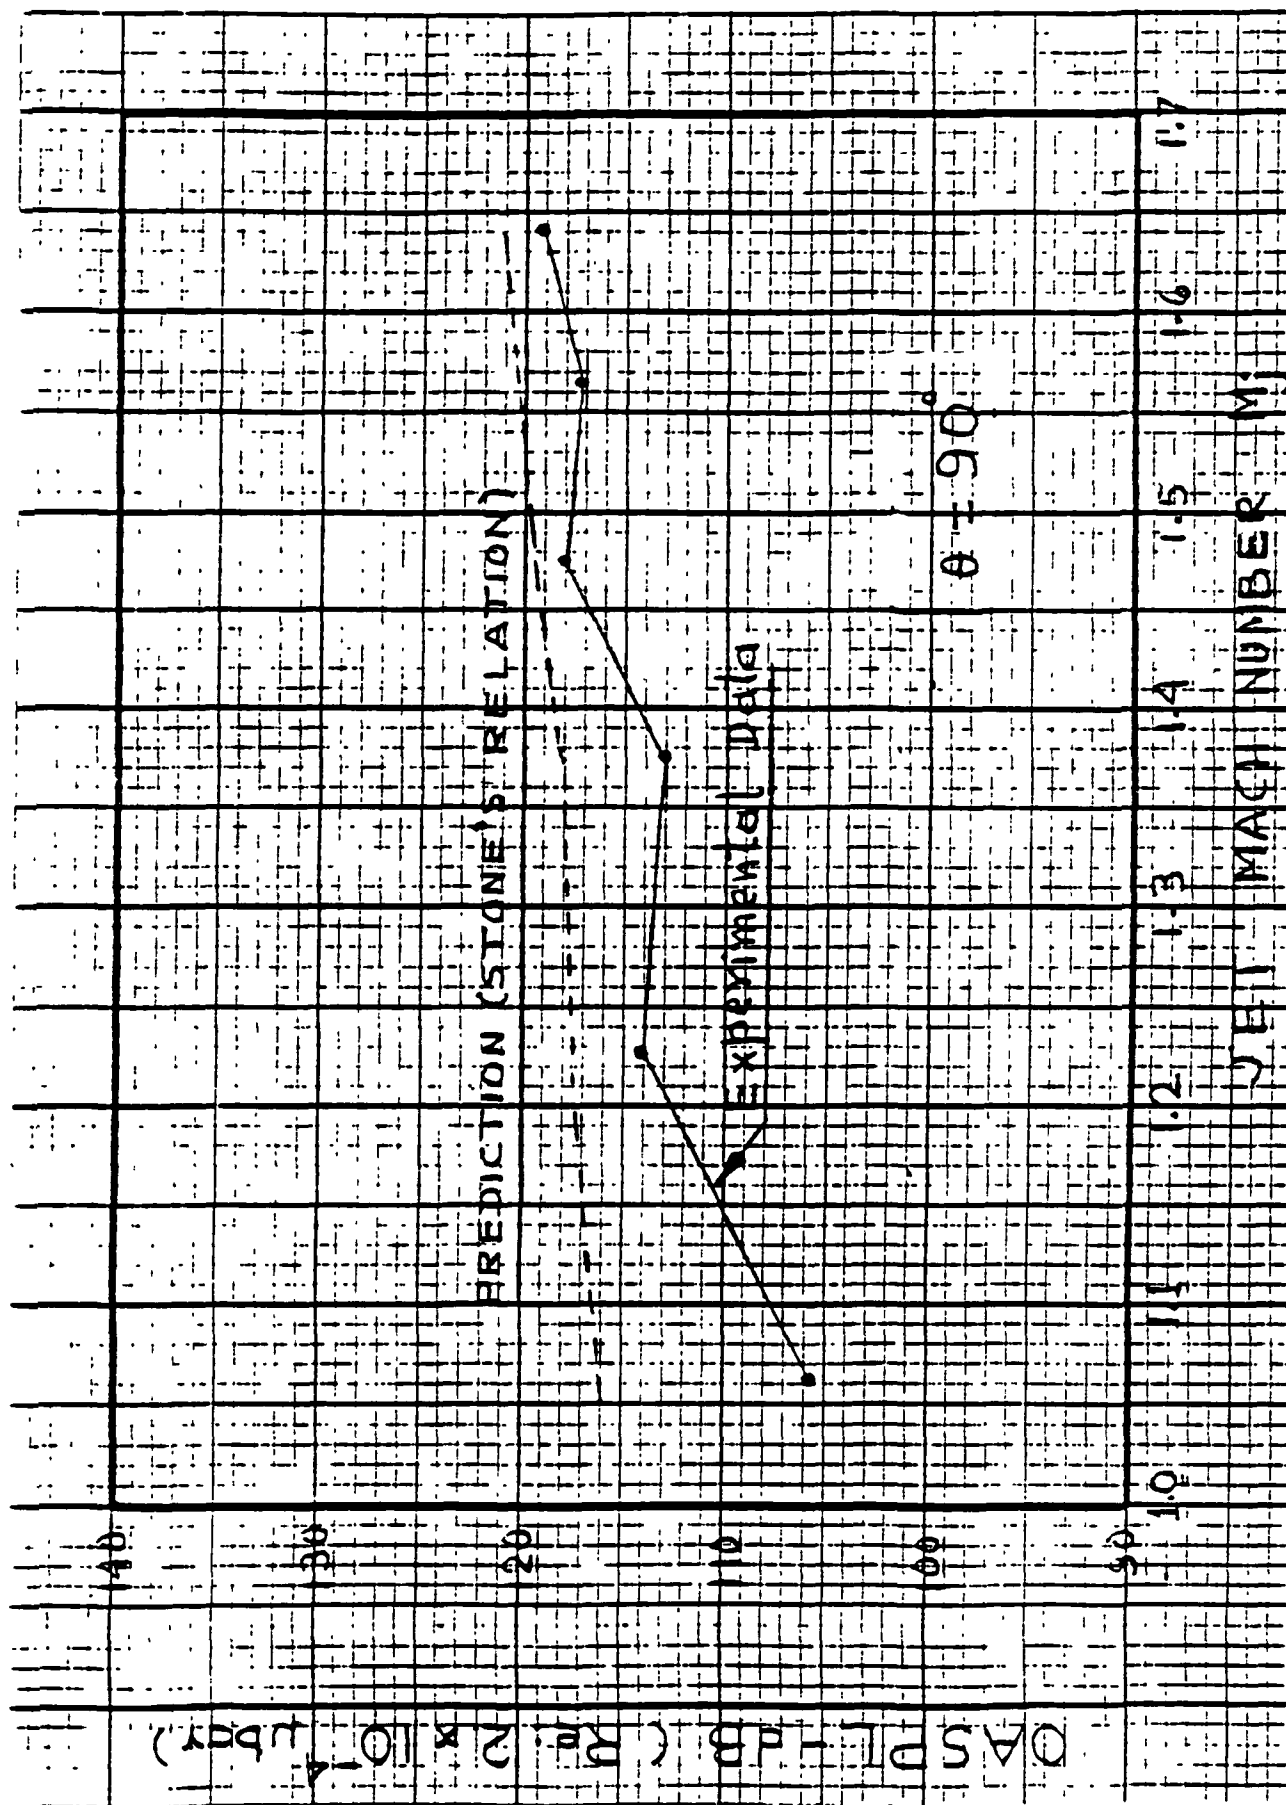 PREDICTION (STONE'S RELATION)
Experimental Data
θ = 90°
140
130
120
110
100
90
1.0 1.1 1.2 1.3 1.4 1.5 1.6 1.7
JET MACH NUMBER Mj
OASPL - dB (Re. 2 x 10⁻⁴ μbar)